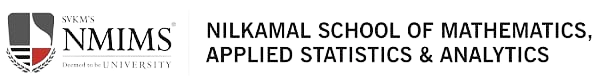 SVKM'S
NMIMS
Deemed to be UNIVERSITY
NILKAMAL SCHOOL OF MATHEMATICS,
APPLIED STATISTICS & ANALYTICS